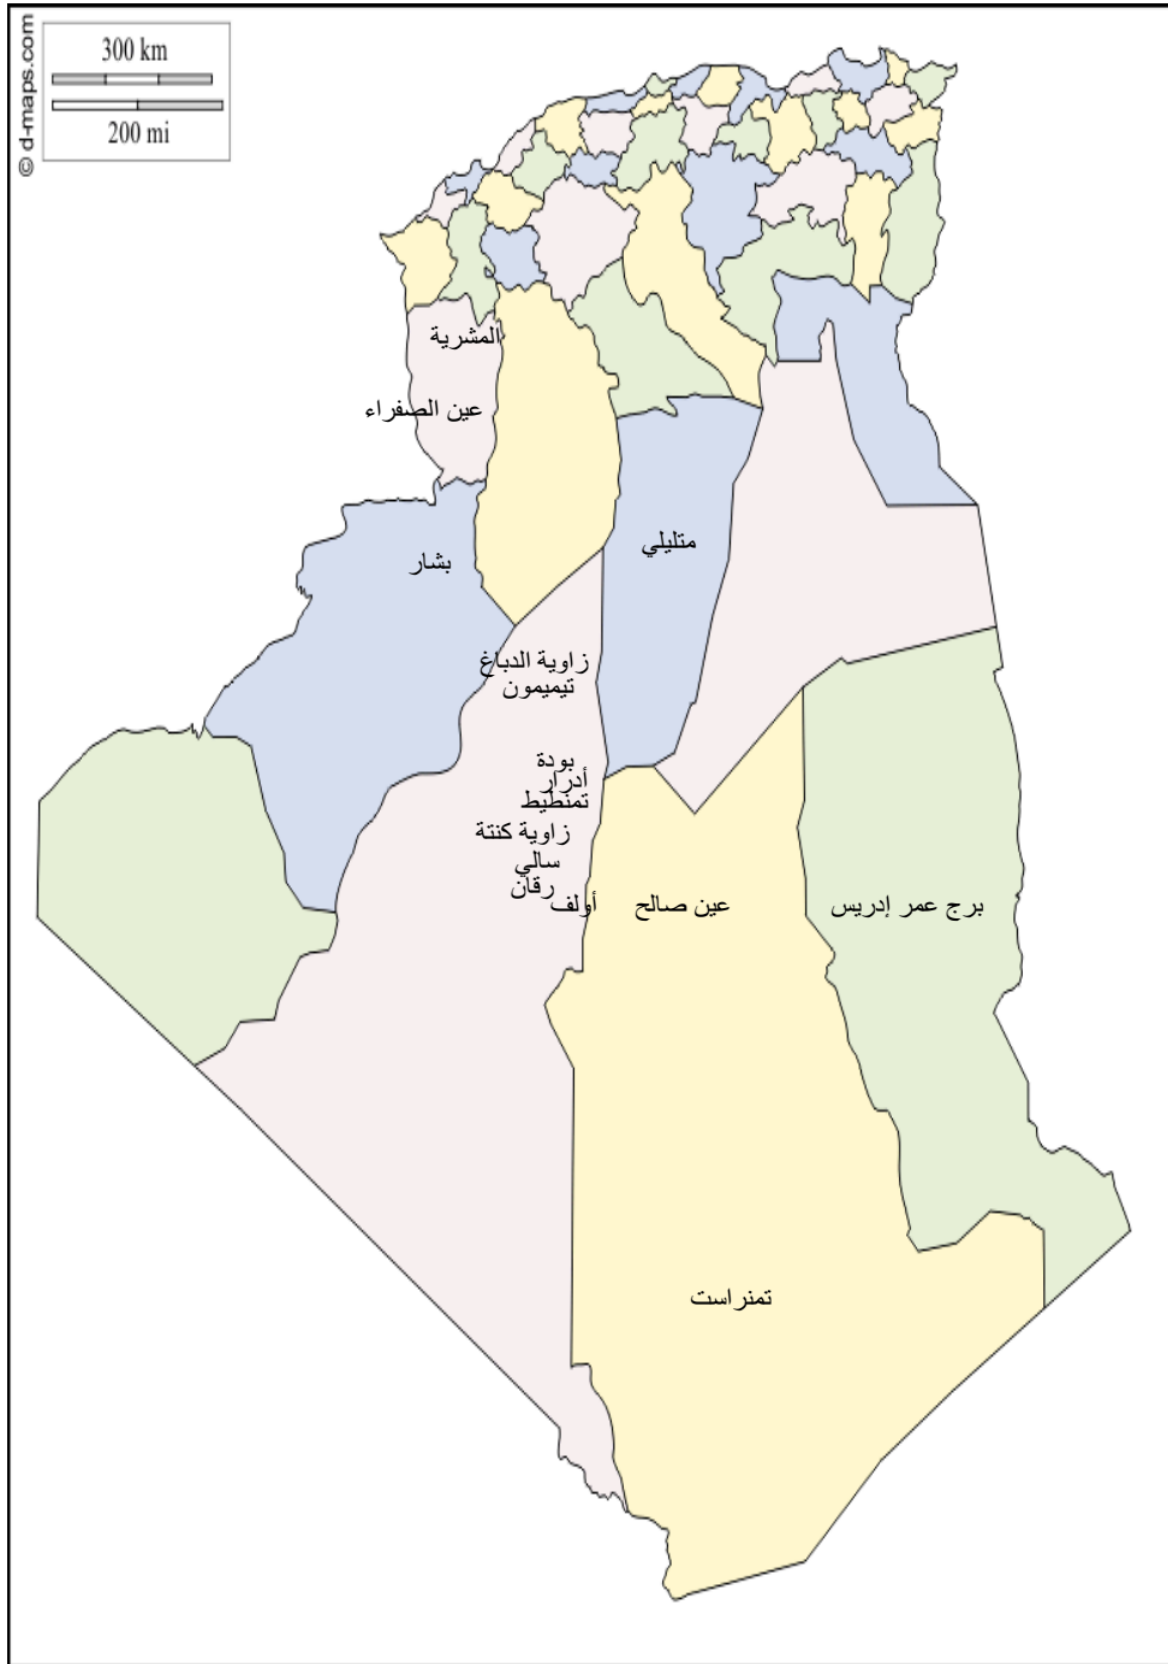 © d-maps.com
300 km
200 mi
المشرية
عين الصفراء
متليلي
بشار
زاوية الدباغ
تيميمون
بودة
أدرار
تمنطيط
زاوية كنتة
سالي
رقان
أولف
عين صالح
برج عمر إدريس
تمنراست